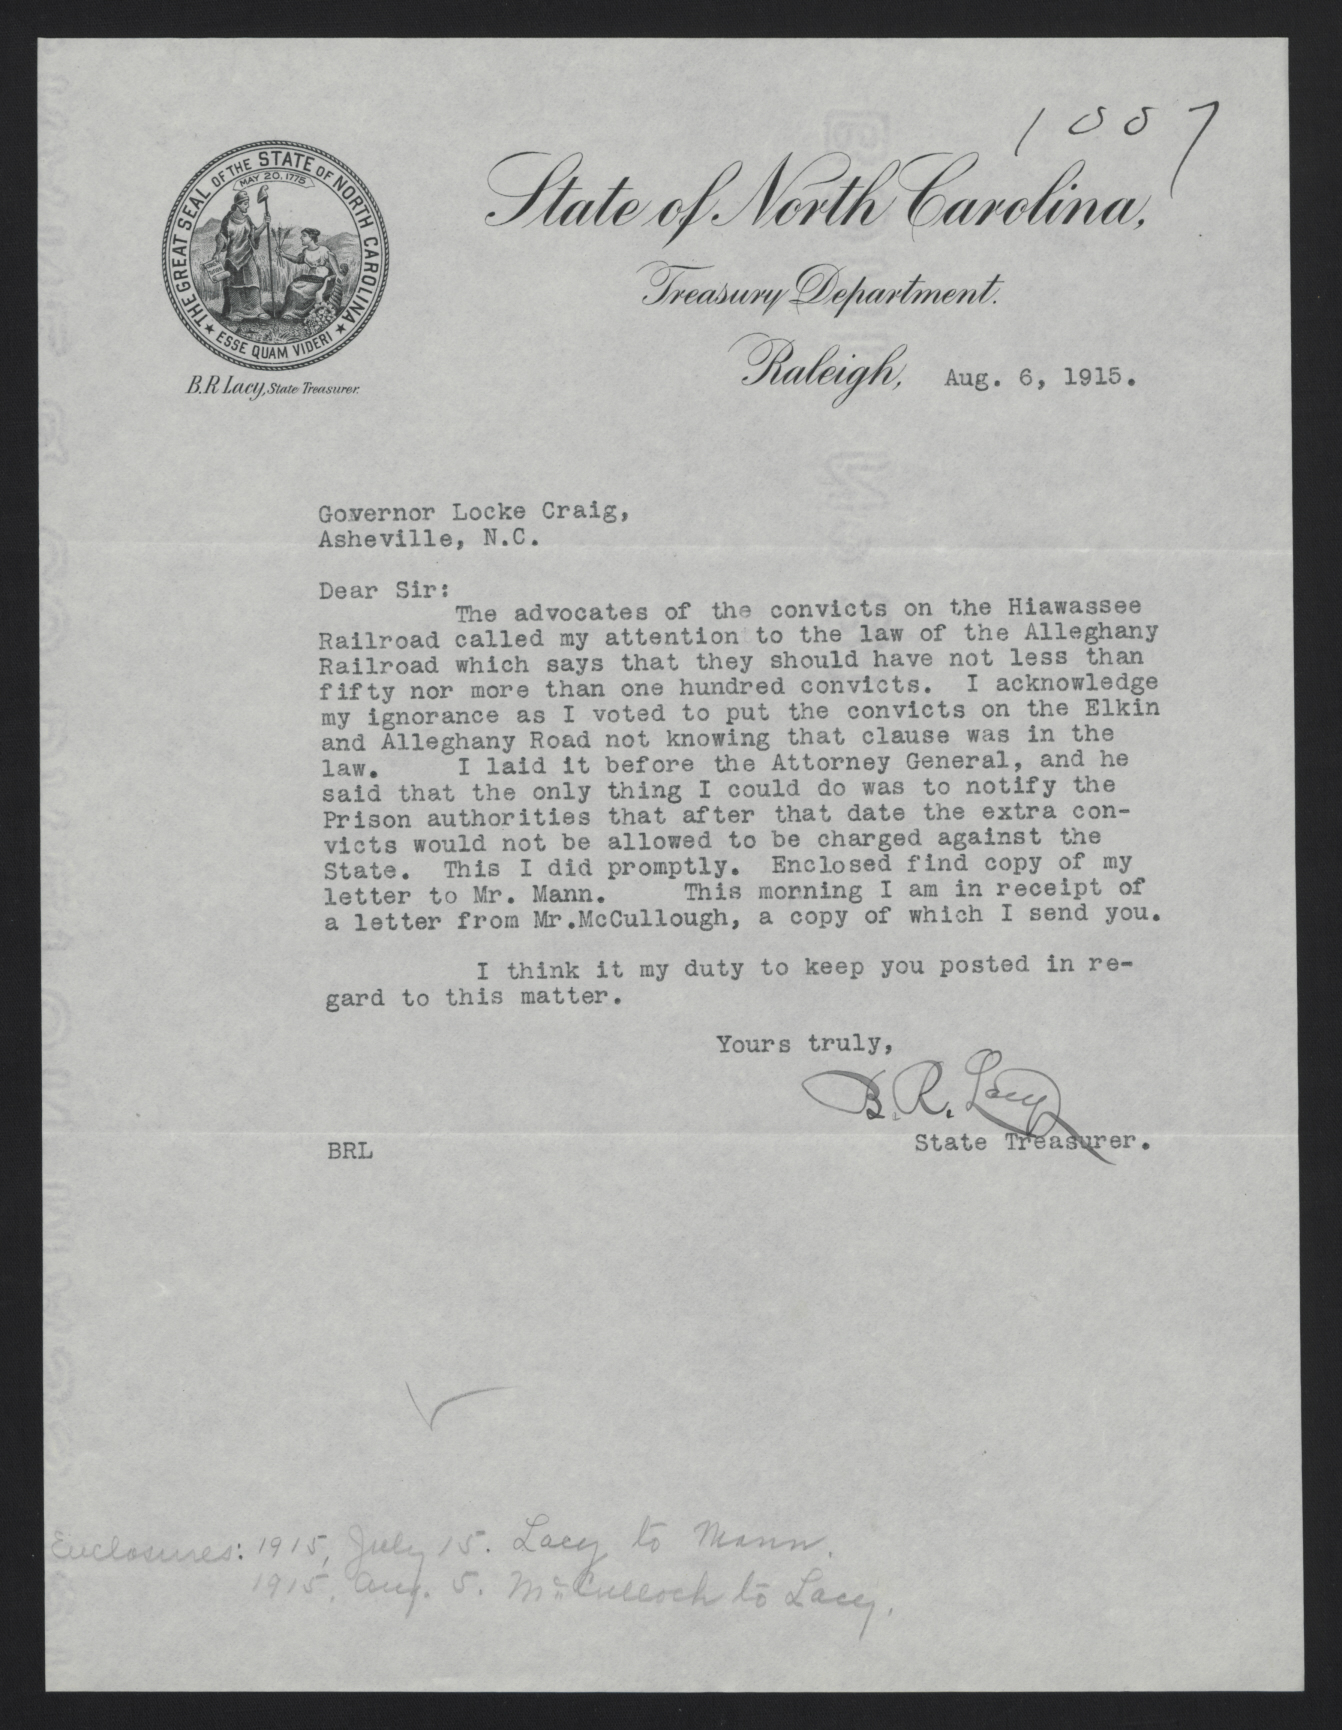 1887
THE GREAT SEAL OF THE STATE OF NORTH CAROLINA
MAY 20, 1775
★ ESSE QUAM VIDERI ★
B.R Lacy, State Treasurer.
State of North Carolina,
Treasury Department.
Raleigh, Aug. 6, 1915.
Governor Locke Craig,
Asheville, N.C.
Dear Sir:
The advocates of the convicts on the Hiawassee
Railroad called my attention to the law of the Alleghany
Railroad which says that they should have not less than
fifty nor more than one hundred convicts. I acknowledge
my ignorance as I voted to put the convicts on the Elkin
and Alleghany Road not knowing that clause was in the
law. I laid it before the Attorney General, and he
said that the only thing I could do was to notify the
Prison authorities that after that date the extra con-
victs would not be allowed to be charged against the
State. This I did promptly. Enclosed find copy of my
letter to Mr. Mann. This morning I am in receipt of
a letter from Mr.McCullough, a copy of which I send you.
I think it my duty to keep you posted in re-
gard to this matter.
Yours truly,
B. R. Lacy
State Treasurer.
BRL
Enclosures: 1915, July 15. Lacy to Mann.
1915, Aug. 5. McCulloch to Lacy.